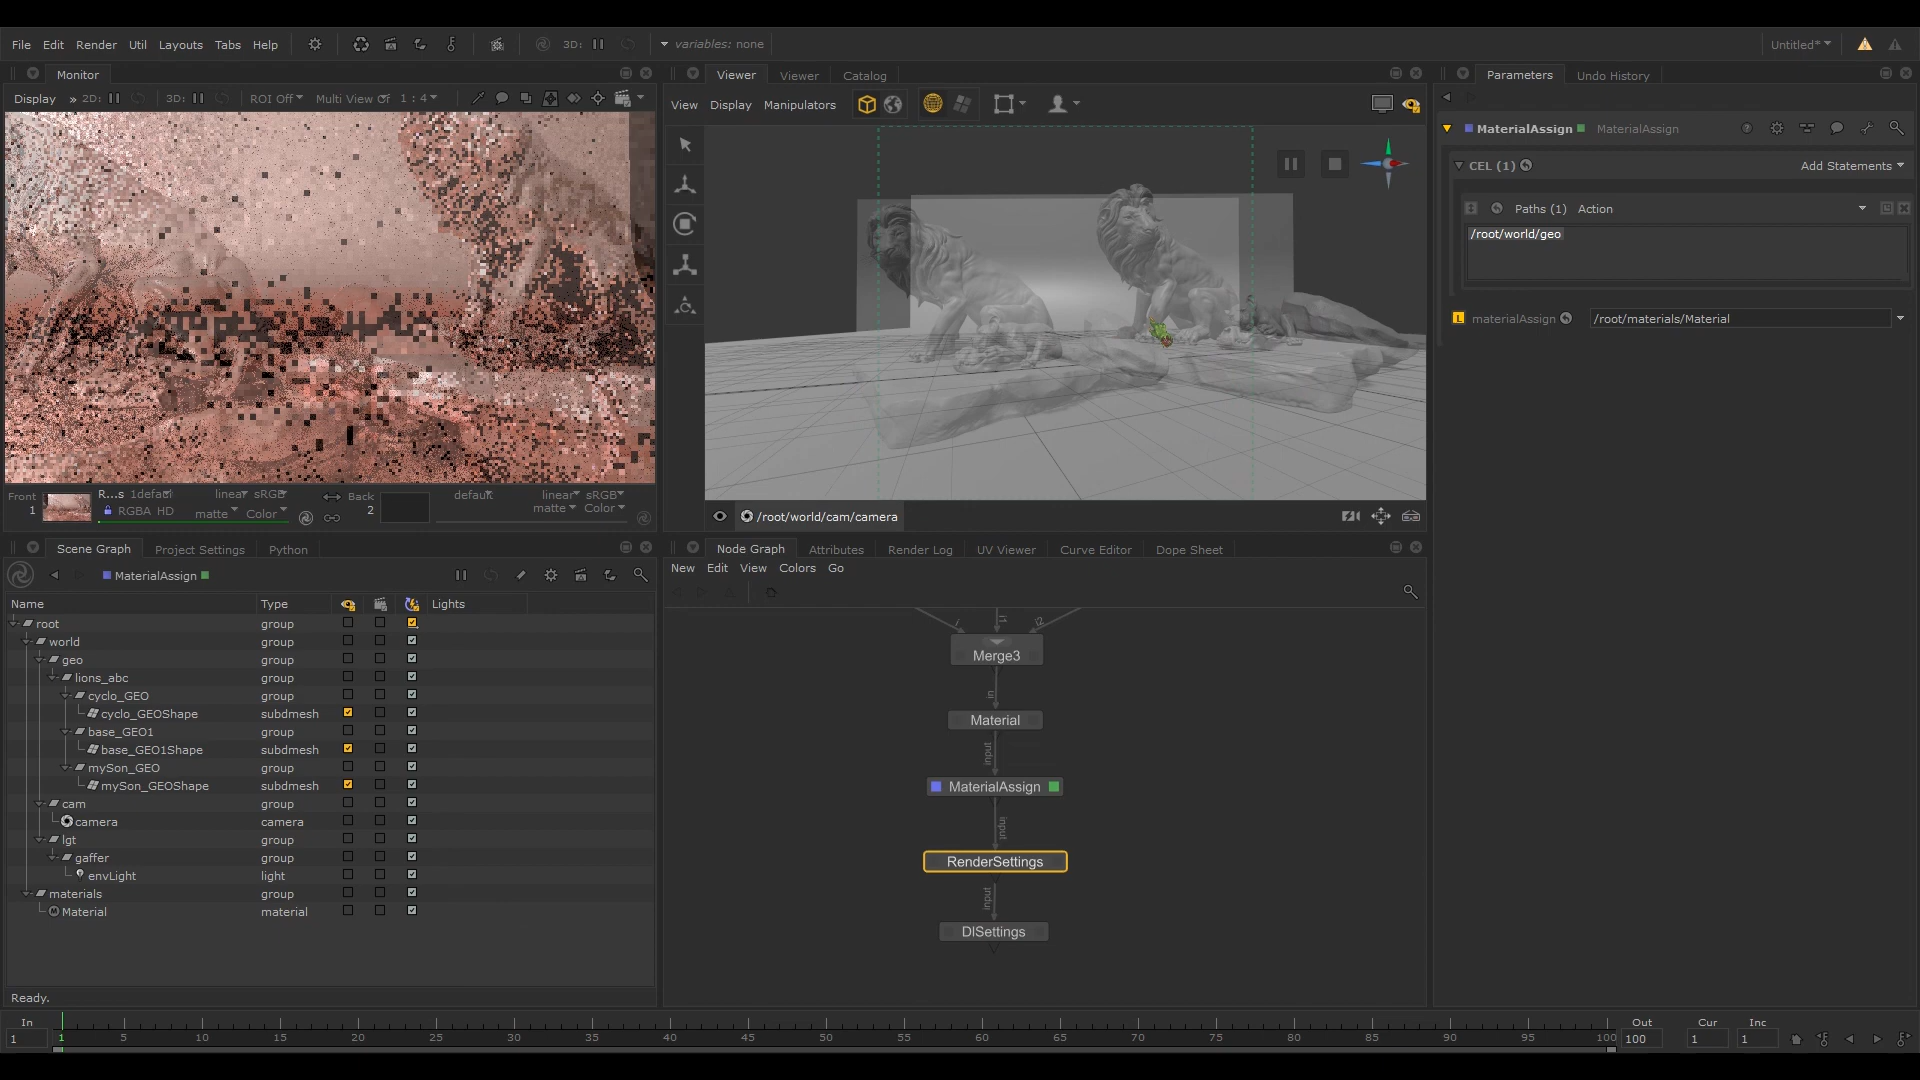 File Edit Render Util Layouts Tabs Help 3D: variables: none Untitled*
Monitor
Display » 2D: 3D: ROI Off Multi View Of 1 : 4
Front R...s 1default linear sRGB Back default linear sRGB
1 RGBA HD matte Color 2 matte Color
Viewer Viewer Catalog
View Display Manipulators
/root/world/cam/camera
Parameters Undo History
MaterialAssign MaterialAssign
CEL (1) Add Statements
Paths (1) Action
/root/world/geo
L materialAssign /root/materials/Material
Scene Graph Project Settings Python
MaterialAssign
Name Type Lights
root group
world group
geo group
lions_abc group
cyclo_GEO group
cyclo_GEOShape subdmesh
base_GEO1 group
base_GEO1Shape subdmesh
mySon_GEO group
mySon_GEOShape subdmesh
cam group
camera camera
lgt group
gaffer group
envLight light
materials group
Material material
Ready.
Node Graph Attributes Render Log UV Viewer Curve Editor Dope Sheet
New Edit View Colors Go
i i1 i2
Merge3
in
Material
input
MaterialAssign
input
RenderSettings
input
DlSettings
In Out Cur Inc
1 1 5 10 15 20 25 30 35 40 45 50 55 60 65 70 75 80 85 90 95 100 100 1 1